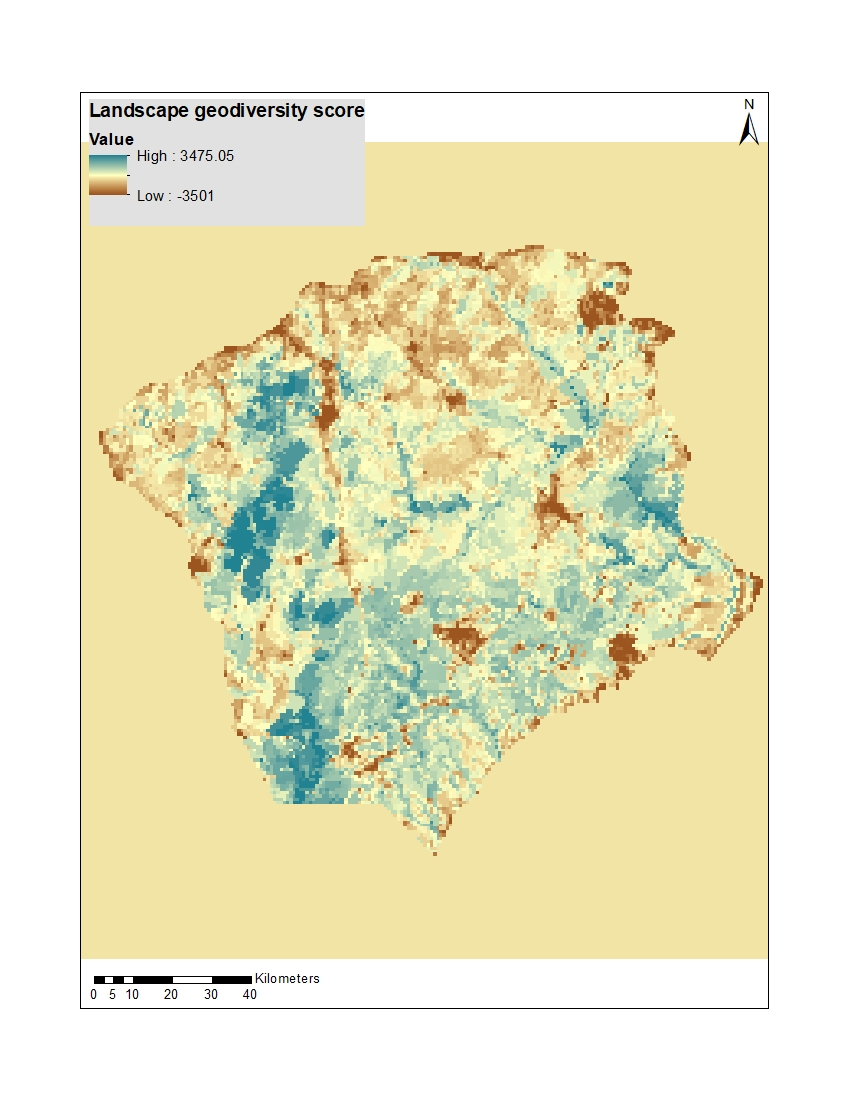 Landscape geodiversity score
N
Value
High : 3475.05
Low : -3501
Kilometers
0 5 10 20 30 40